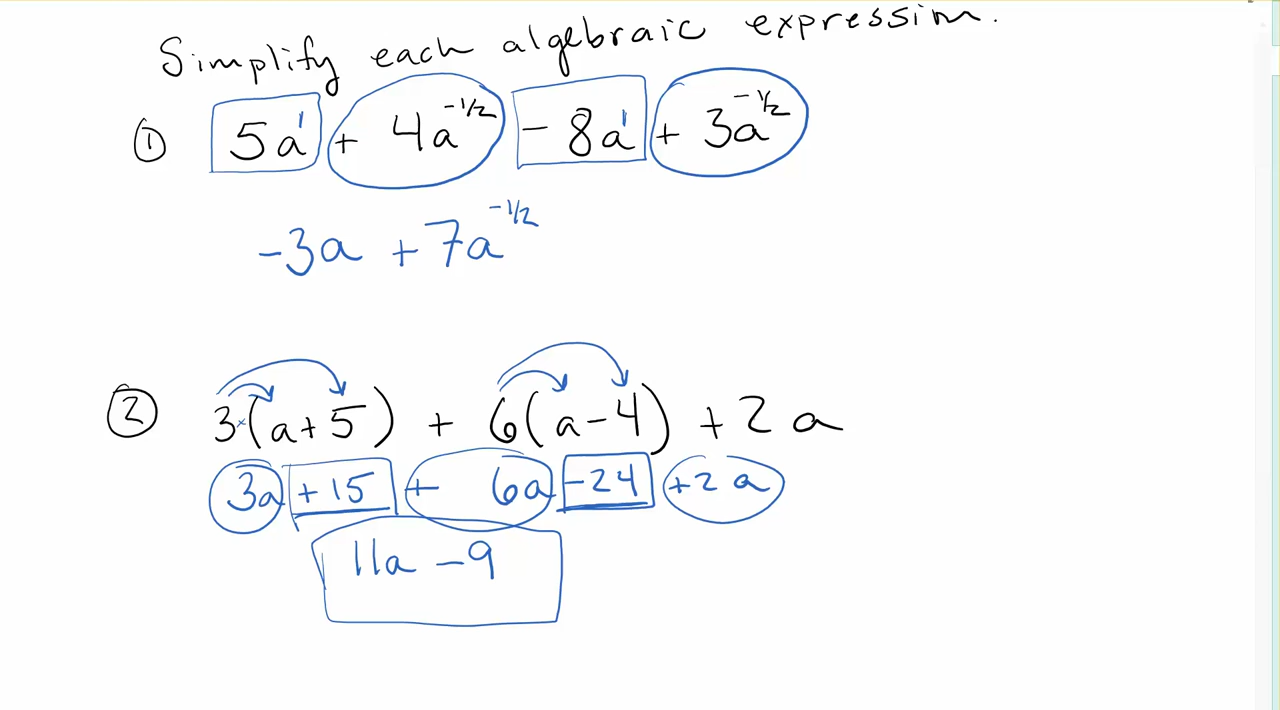 Simplify each algebraic expression.
① 5a¹ + 4a^(-1/2) - 8a¹ + 3a^(-1/2)
-3a + 7a^(-1/2)
② 3×(a+5) + 6(a-4) + 2a
3a +15 + 6a -24 +2a
11a - 9